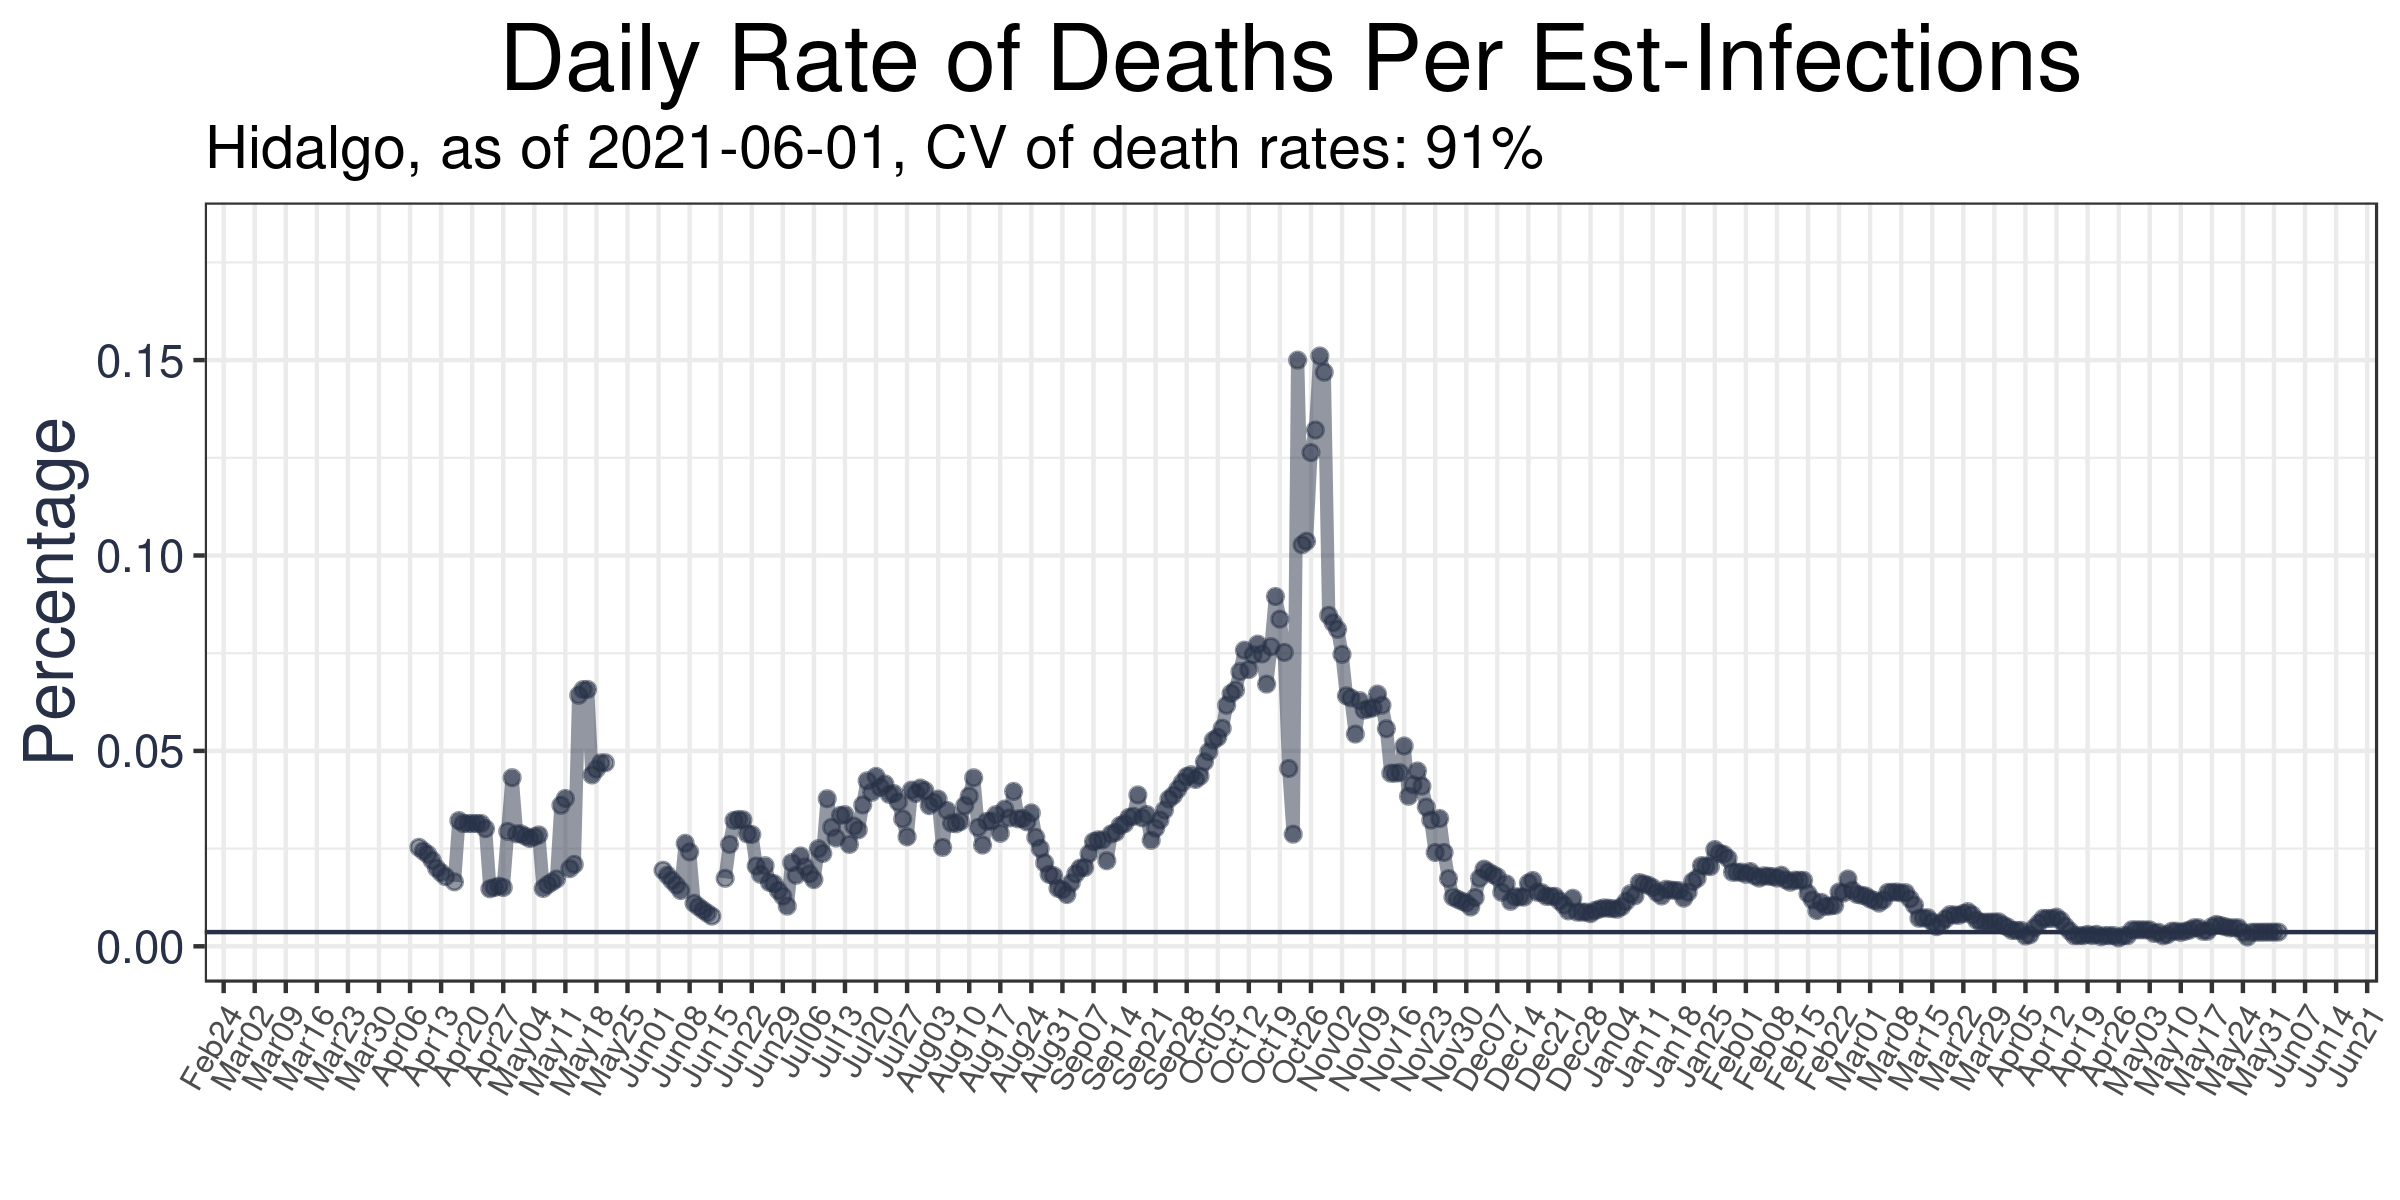 Daily Rate of Deaths Per Est-Infections
Hidalgo, as of 2021-06-01, CV of death rates: 91%
Percentage
0.15
0.10
0.05
0.00
Feb24
Mar02
Mar09
Mar16
Mar23
Mar30
Apr06
Apr13
Apr20
Apr27
May04
May11
May18
May25
Jun01
Jun08
Jun15
Jun22
Jun29
Jul06
Jul13
Jul20
Jul27
Aug03
Aug10
Aug17
Aug24
Aug31
Sep07
Sep14
Sep21
Sep28
Oct05
Oct12
Oct19
Oct26
Nov02
Nov09
Nov16
Nov23
Nov30
Dec07
Dec14
Dec21
Dec28
Jan04
Jan11
Jan18
Jan25
Feb01
Feb08
Feb15
Feb22
Mar01
Mar08
Mar15
Mar22
Mar29
Apr05
Apr12
Apr19
Apr26
May03
May10
May17
May24
May31
Jun07
Jun14
Jun21